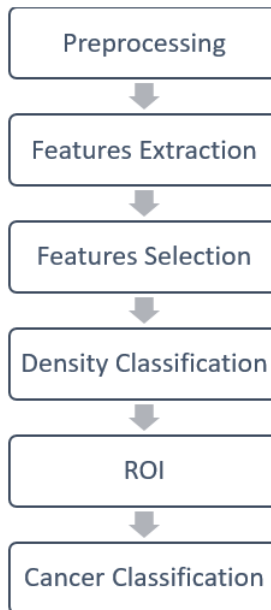 Preprocessing
Features Extraction
Features Selection
Density Classification
ROI
Cancer Classification